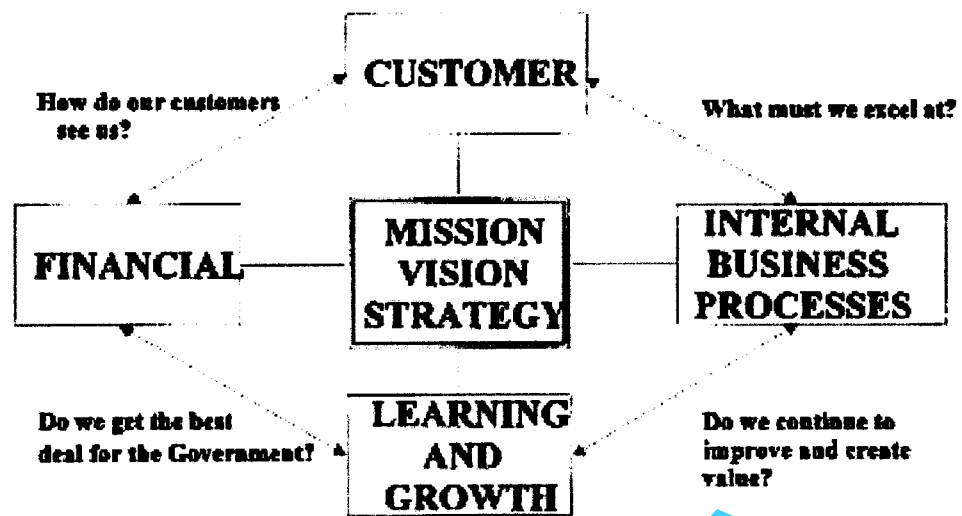 CUSTOMER
How do our customers
see us?
What must we excel at?
FINANCIAL
MISSION
VISION
STRATEGY
INTERNAL
BUSINESS
PROCESSES
Do we get the best
deal for the Government?
LEARNING
AND
GROWTH
Do we continue to
improve and create
value?